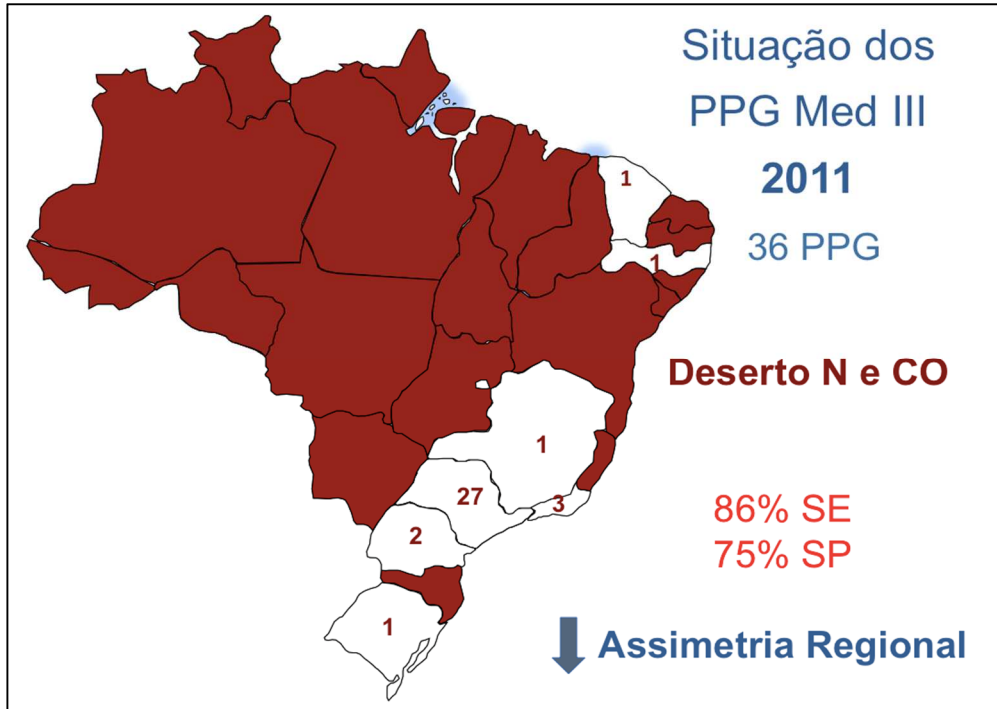 Situação dos
PPG Med III
2011
36 PPG
1
1
Deserto N e CO
1
27
3
2
1
86% SE
75% SP
Assimetria Regional